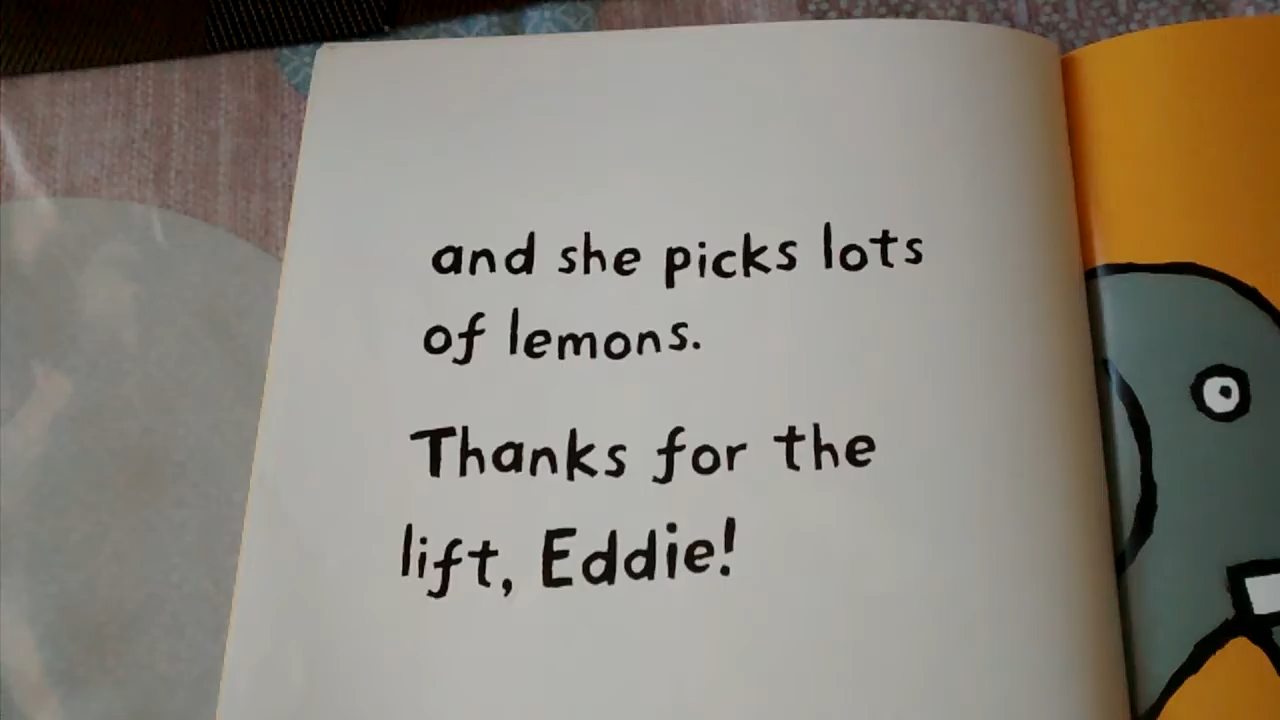 and she picks lots
of lemons.
Thanks for the
lift, Eddie!